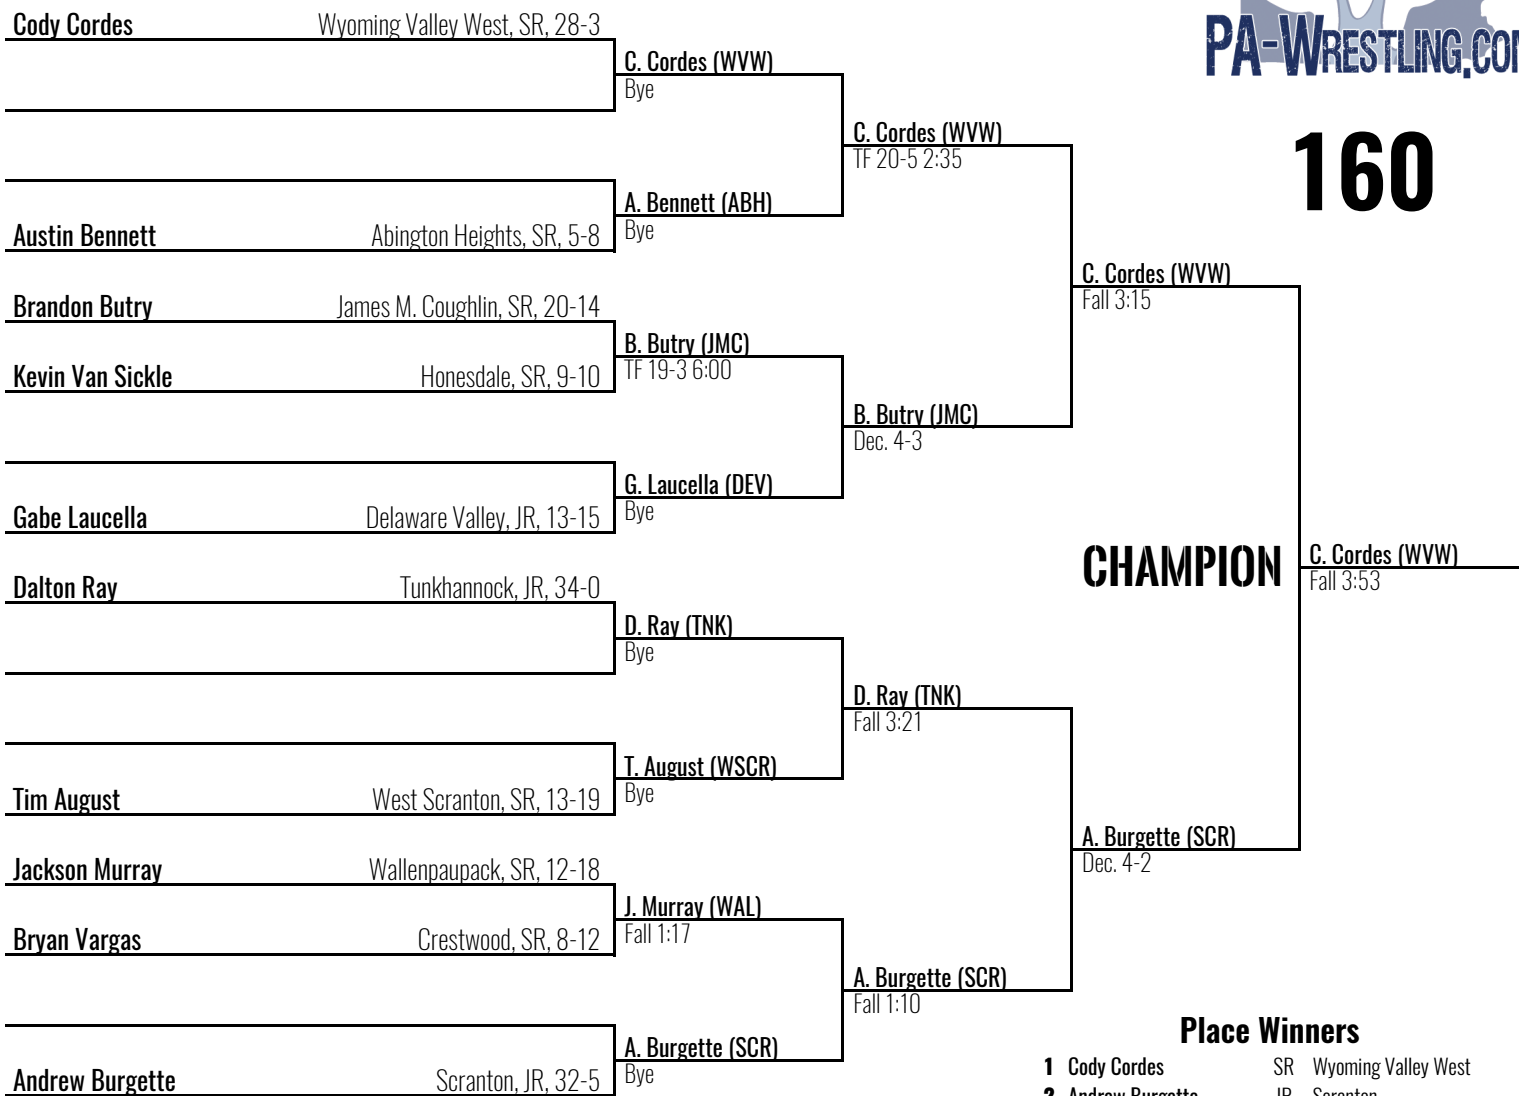 Cody Cordes Wyoming Valley West, SR, 28-3
C. Cordes (WVW)
Bye
PA-WRESTLING.CO
C. Cordes (WVW)
TF 20-5 2:35
160
A. Bennett (ABH)
Bye
Austin Bennett Abington Heights, SR, 5-8
C. Cordes (WVW)
Fall 3:15
Brandon Butry James M. Coughlin, SR, 20-14
B. Butry (JMC)
TF 19-3 6:00
Kevin Van Sickle Honesdale, SR, 9-10
B. Butry (JMC)
Dec. 4-3
G. Laucella (DEV)
Bye
Gabe Laucella Delaware Valley, JR, 13-15
CHAMPION
C. Cordes (WVW)
Fall 3:53
Dalton Ray Tunkhannock, JR, 34-0
D. Ray (TNK)
Bye
D. Ray (TNK)
Fall 3:21
T. August (WSCR)
Bye
Tim August West Scranton, SR, 13-19
A. Burgette (SCR)
Dec. 4-2
Jackson Murray Wallenpaupack, SR, 12-18
J. Murray (WAL)
Fall 1:17
Bryan Vargas Crestwood, SR, 8-12
A. Burgette (SCR)
Fall 1:10
A. Burgette (SCR)
Bye
Andrew Burgette Scranton, JR, 32-5
Place Winners
1 Cody Cordes SR Wyoming Valley West
2 Andrew Burgette JR Scranton